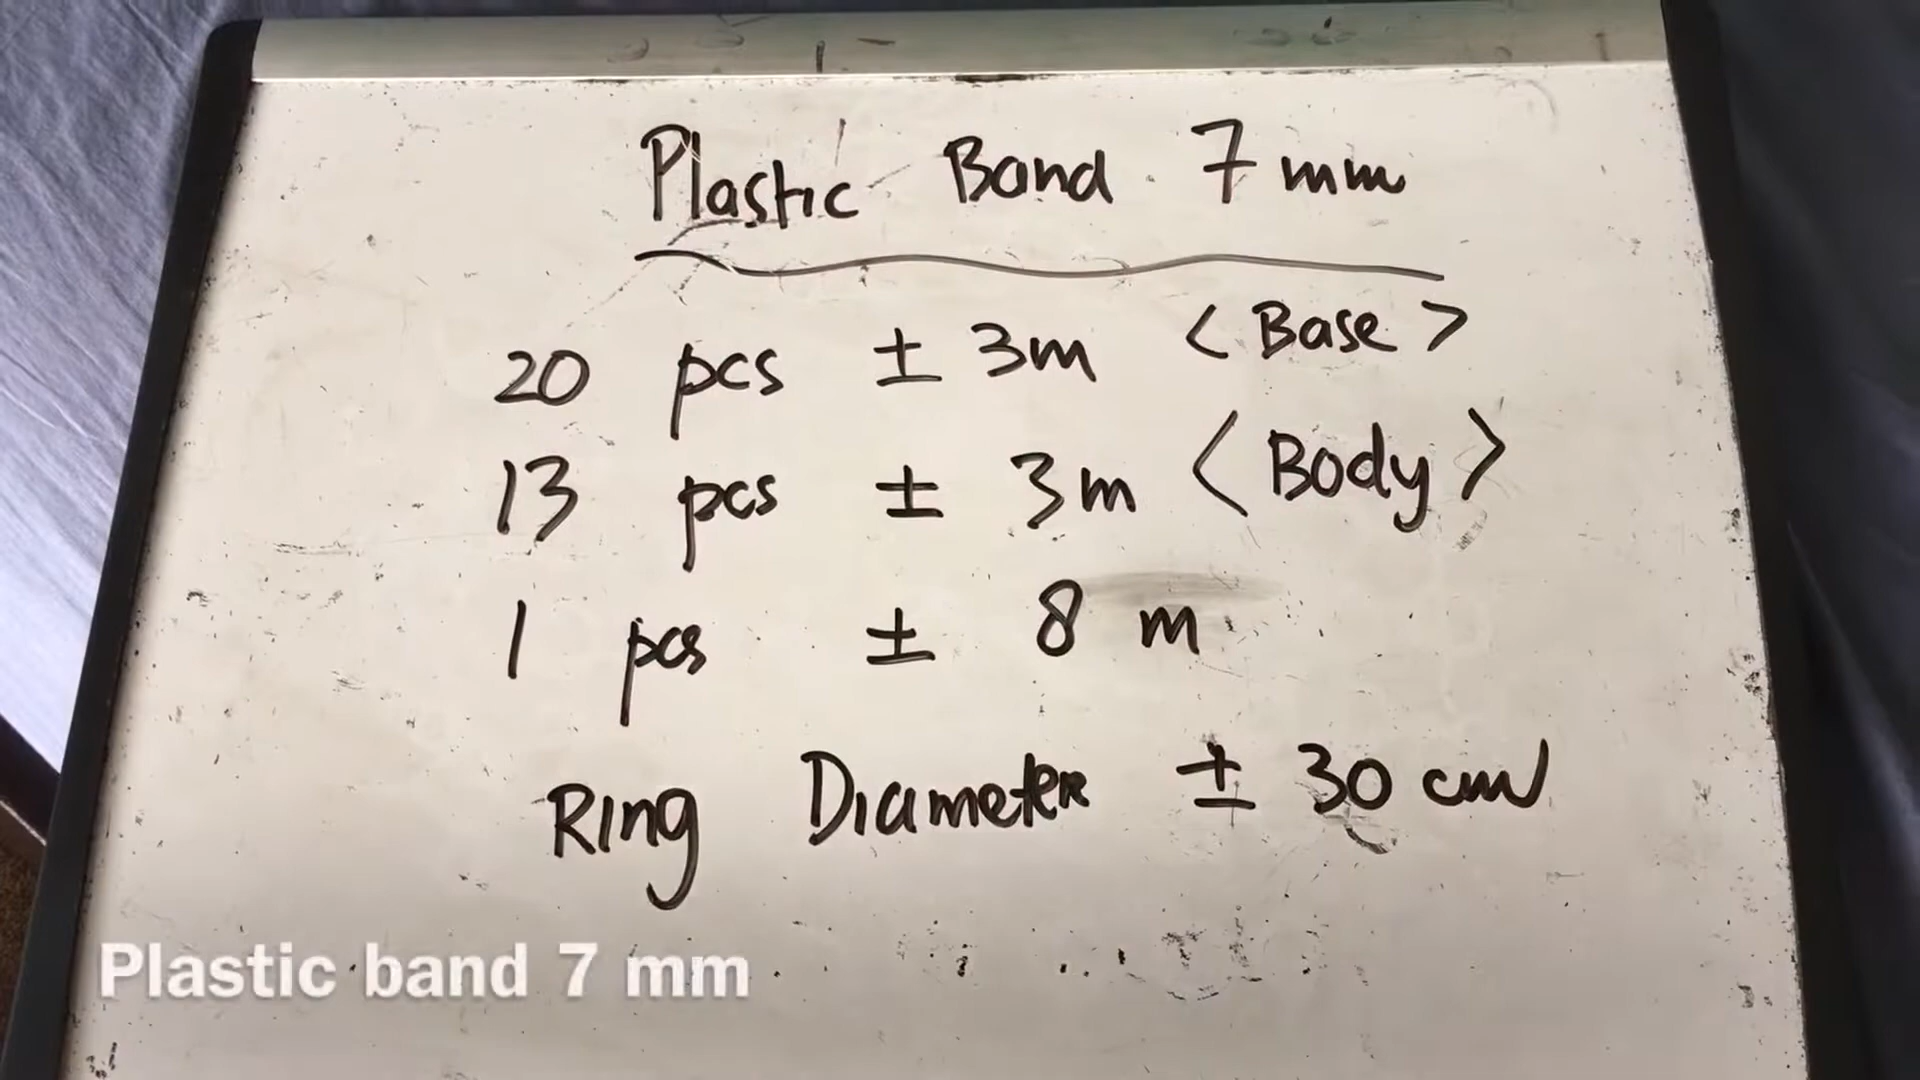 Plastic Band 7 mm
20 pcs ± 3m <Base>
13 pcs ± 3m <Body>
1 pcs ± 8 m
Ring Diameter ± 30 cm
Plastic band 7 mm